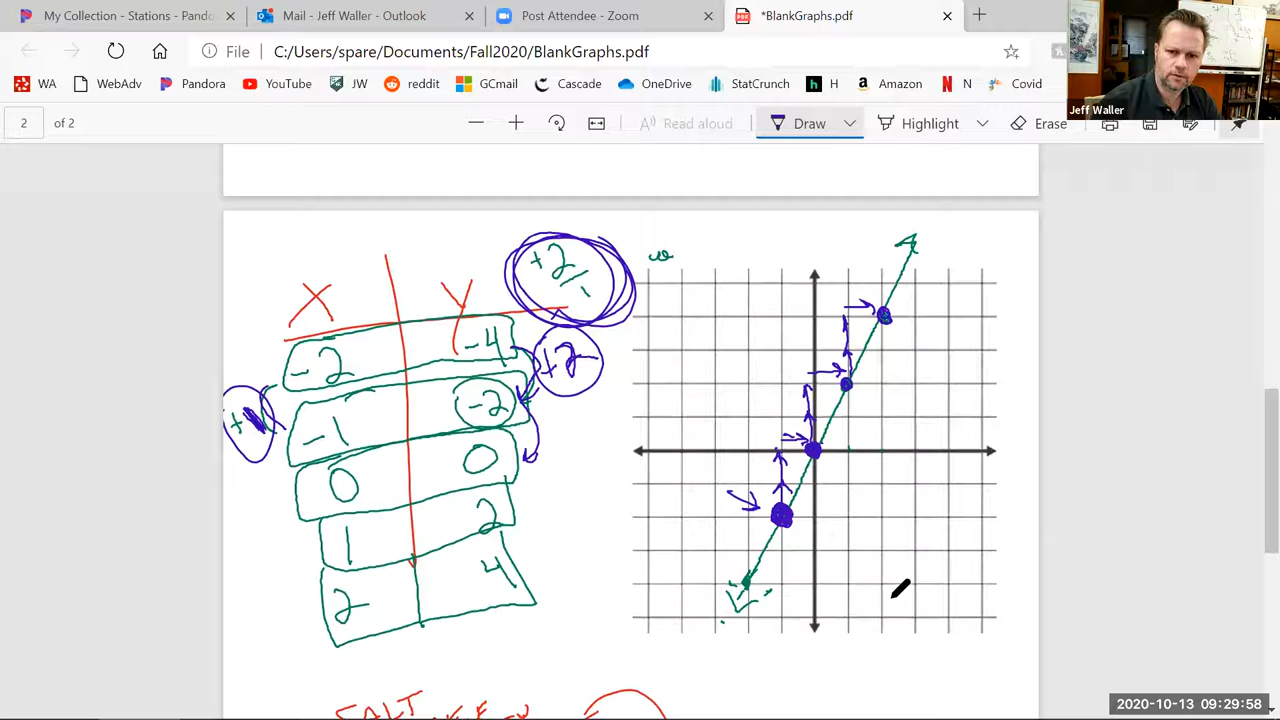 My Collection - Stations - Pando
Mail - Jeff Waller - Outlook
Post Attendee - Zoom
*BlankGraphs.pdf
File
C:/Users/spare/Documents/Fall2020/BlankGraphs.pdf
WA
WebAdv
Pandora
YouTube
JW
reddit
GCmail
Cascade
OneDrive
StatCrunch
H
Amazon
N
Covid
Jeff Waller
2
of 2
Read aloud
Draw
Highlight
Erase
X Y
+2/1
-2 -4
+2
-1 -2
0 0
1 2
2 4
SALT
2020-10-13 09:29:58